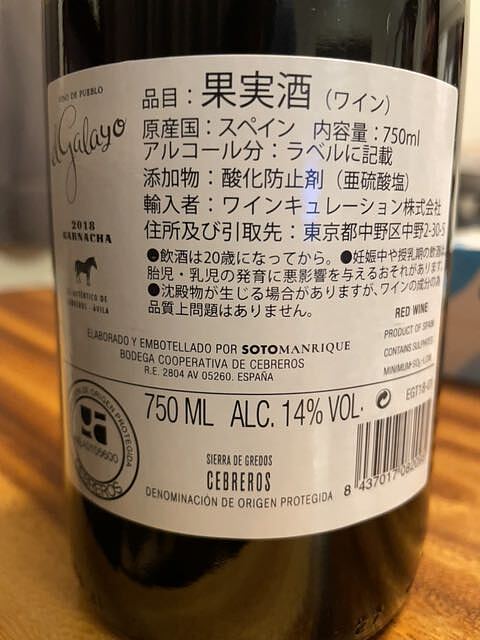 VINO DE PUEBLO
el Galayo
2018
GARNACHA
品目：果実酒（ワイン）
原産国：スペイン　内容量：750ml
アルコール分：ラベルに記載
添加物：酸化防止剤（亜硫酸塩）
輸入者：ワインキュレーション株式会社
住所及び引取先：東京都中野区中野2-30-5
●飲酒は20歳になってから。●妊娠中や授乳期の飲酒は、
胎児・乳児の発育に悪影響を与えるおそれがあります。
●沈殿物が生じる場合がありますが、ワインの成分の為、
品質上問題はありません。
RED WINE
PRODUCT OF SPAIN
CONTAINS SULPHITES
ELABORADO Y EMBOTELLADO POR SOTOMANRIQUE
BODEGA COOPERATIVA DE CEBREROS
R.E. 2804 AV 05260. ESPAÑA
750 ML ALC. 14% VOL.
EGT18-01
SIERRA DE GREDOS
CEBREROS
DENOMINACIÓN DE ORIGEN PROTEGIDA
CEBREROS